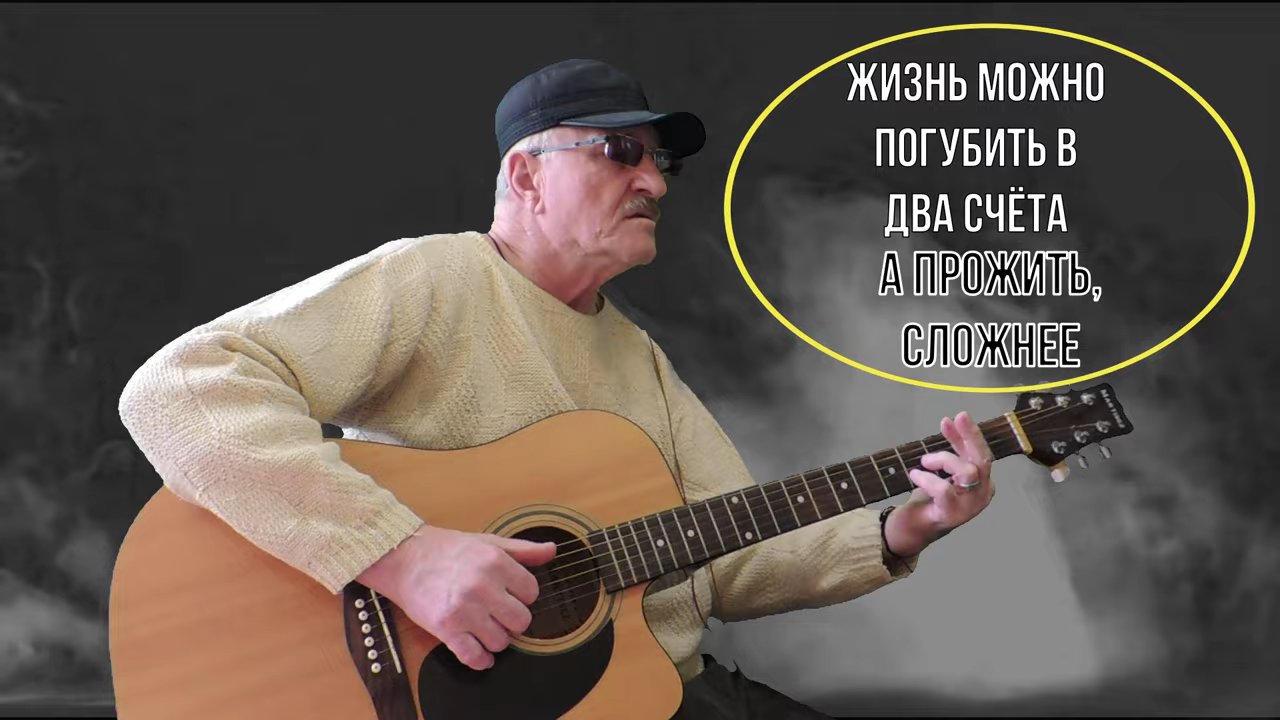 ЖИЗНЬ МОЖНО
ПОГУБИТЬ В
ДВА СЧЁТА
А ПРОЖИТЬ,
СЛОЖНЕЕ